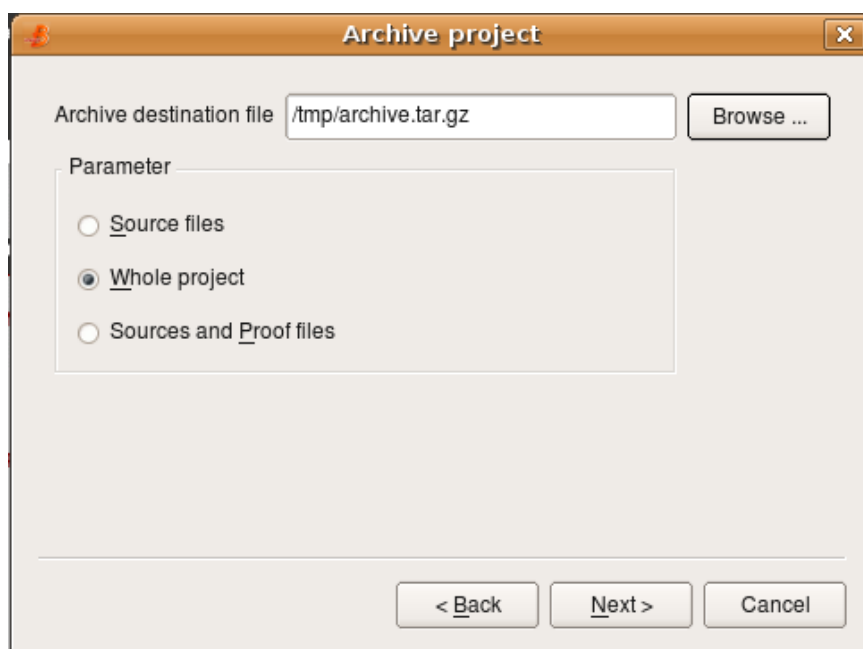 Archive project
Archive destination file /tmp/archive.tar.gz Browse ...
Parameter
Source files
Whole project
Sources and Proof files
< Back Next > Cancel